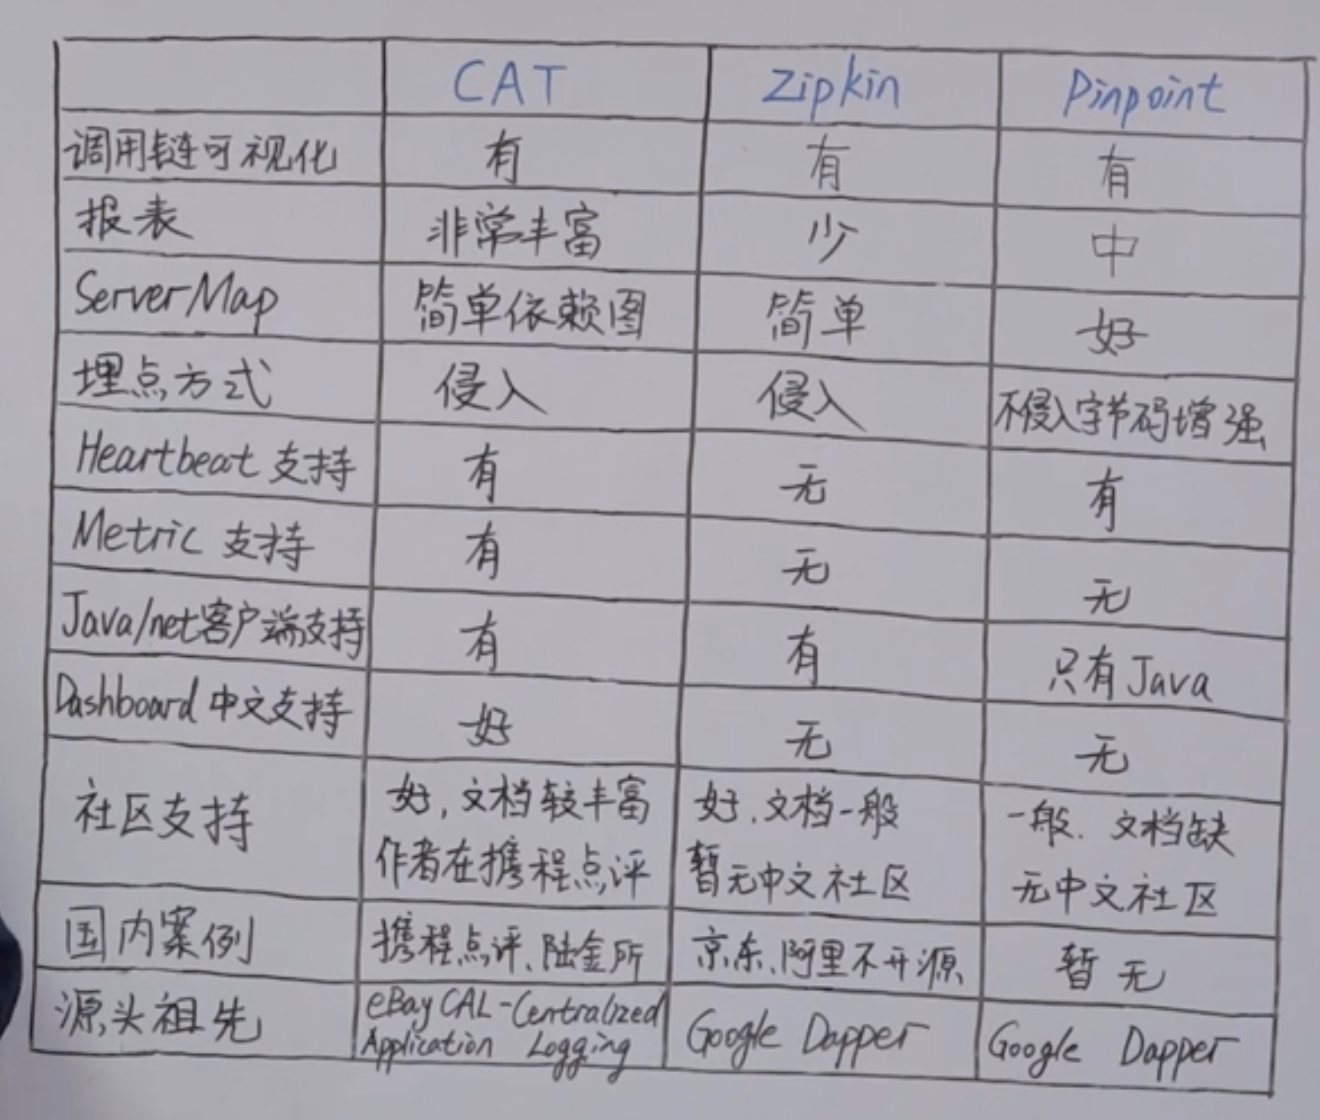 CAT Zipkin Pinpoint
调用链可视化 有 有 有
报表 非常丰富 少 中
ServerMap 简单依赖图 简单 好
埋点方式 侵入 侵入 不侵入字节码增强
Heartbeat 支持 有 无 有
Metric 支持 有 无 无
Java/net客户端支持 有 有 只有Java
Dashboard 中文支持 好 无 无
社区支持 好,文档较丰富 好,文档一般 一般. 文档缺
作者在携程点评 暂无中文社区 无中文社区
国内案例 携程点评、陆金所 京东、阿里不开源 暂无
源头祖先 eBay CAL-Centralized Google Dapper Google Dapper
Application Logging